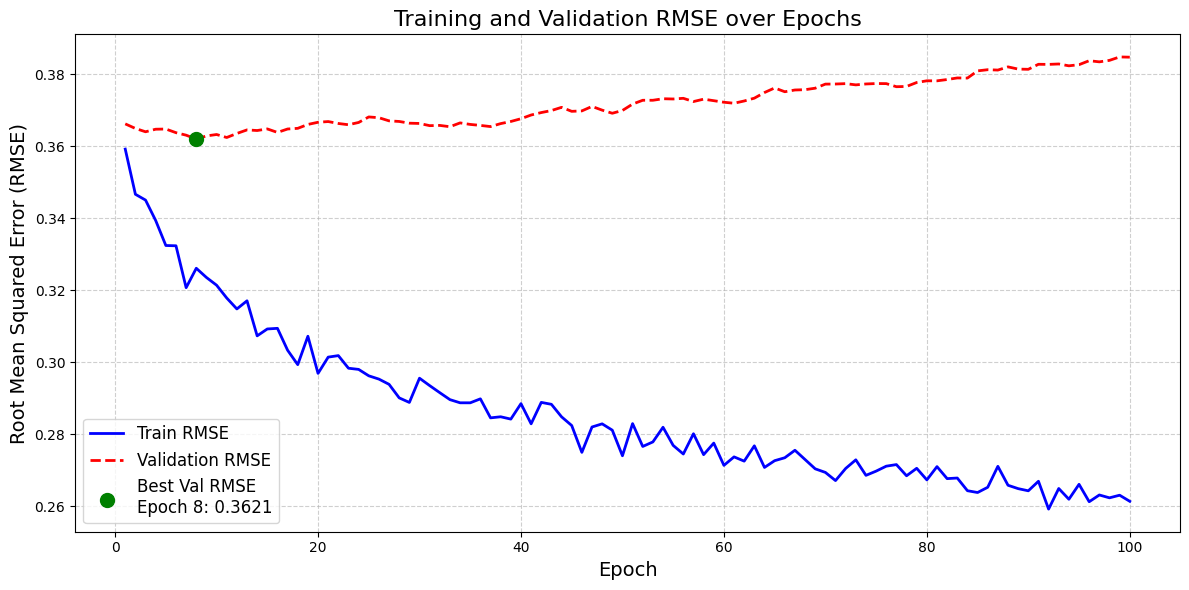 Training and Validation RMSE over Epochs
Root Mean Squared Error (RMSE)
0.38
0.36
0.34
0.32
0.30
0.28
0.26
Train RMSE
Validation RMSE
Best Val RMSE
Epoch 8: 0.3621
0
20
40
60
80
100
Epoch